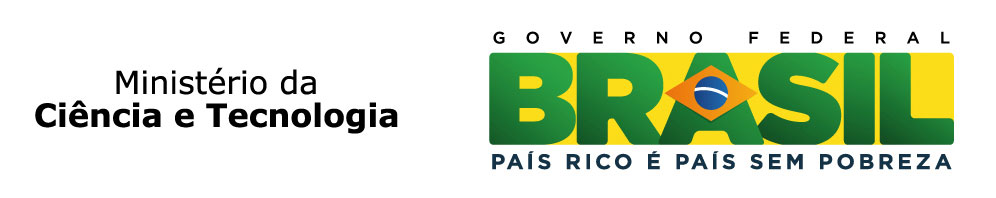 Ministério da
Ciência e Tecnologia
GOVERNO FEDERAL
BRASIL
PAÍS RICO É PAÍS SEM POBREZA